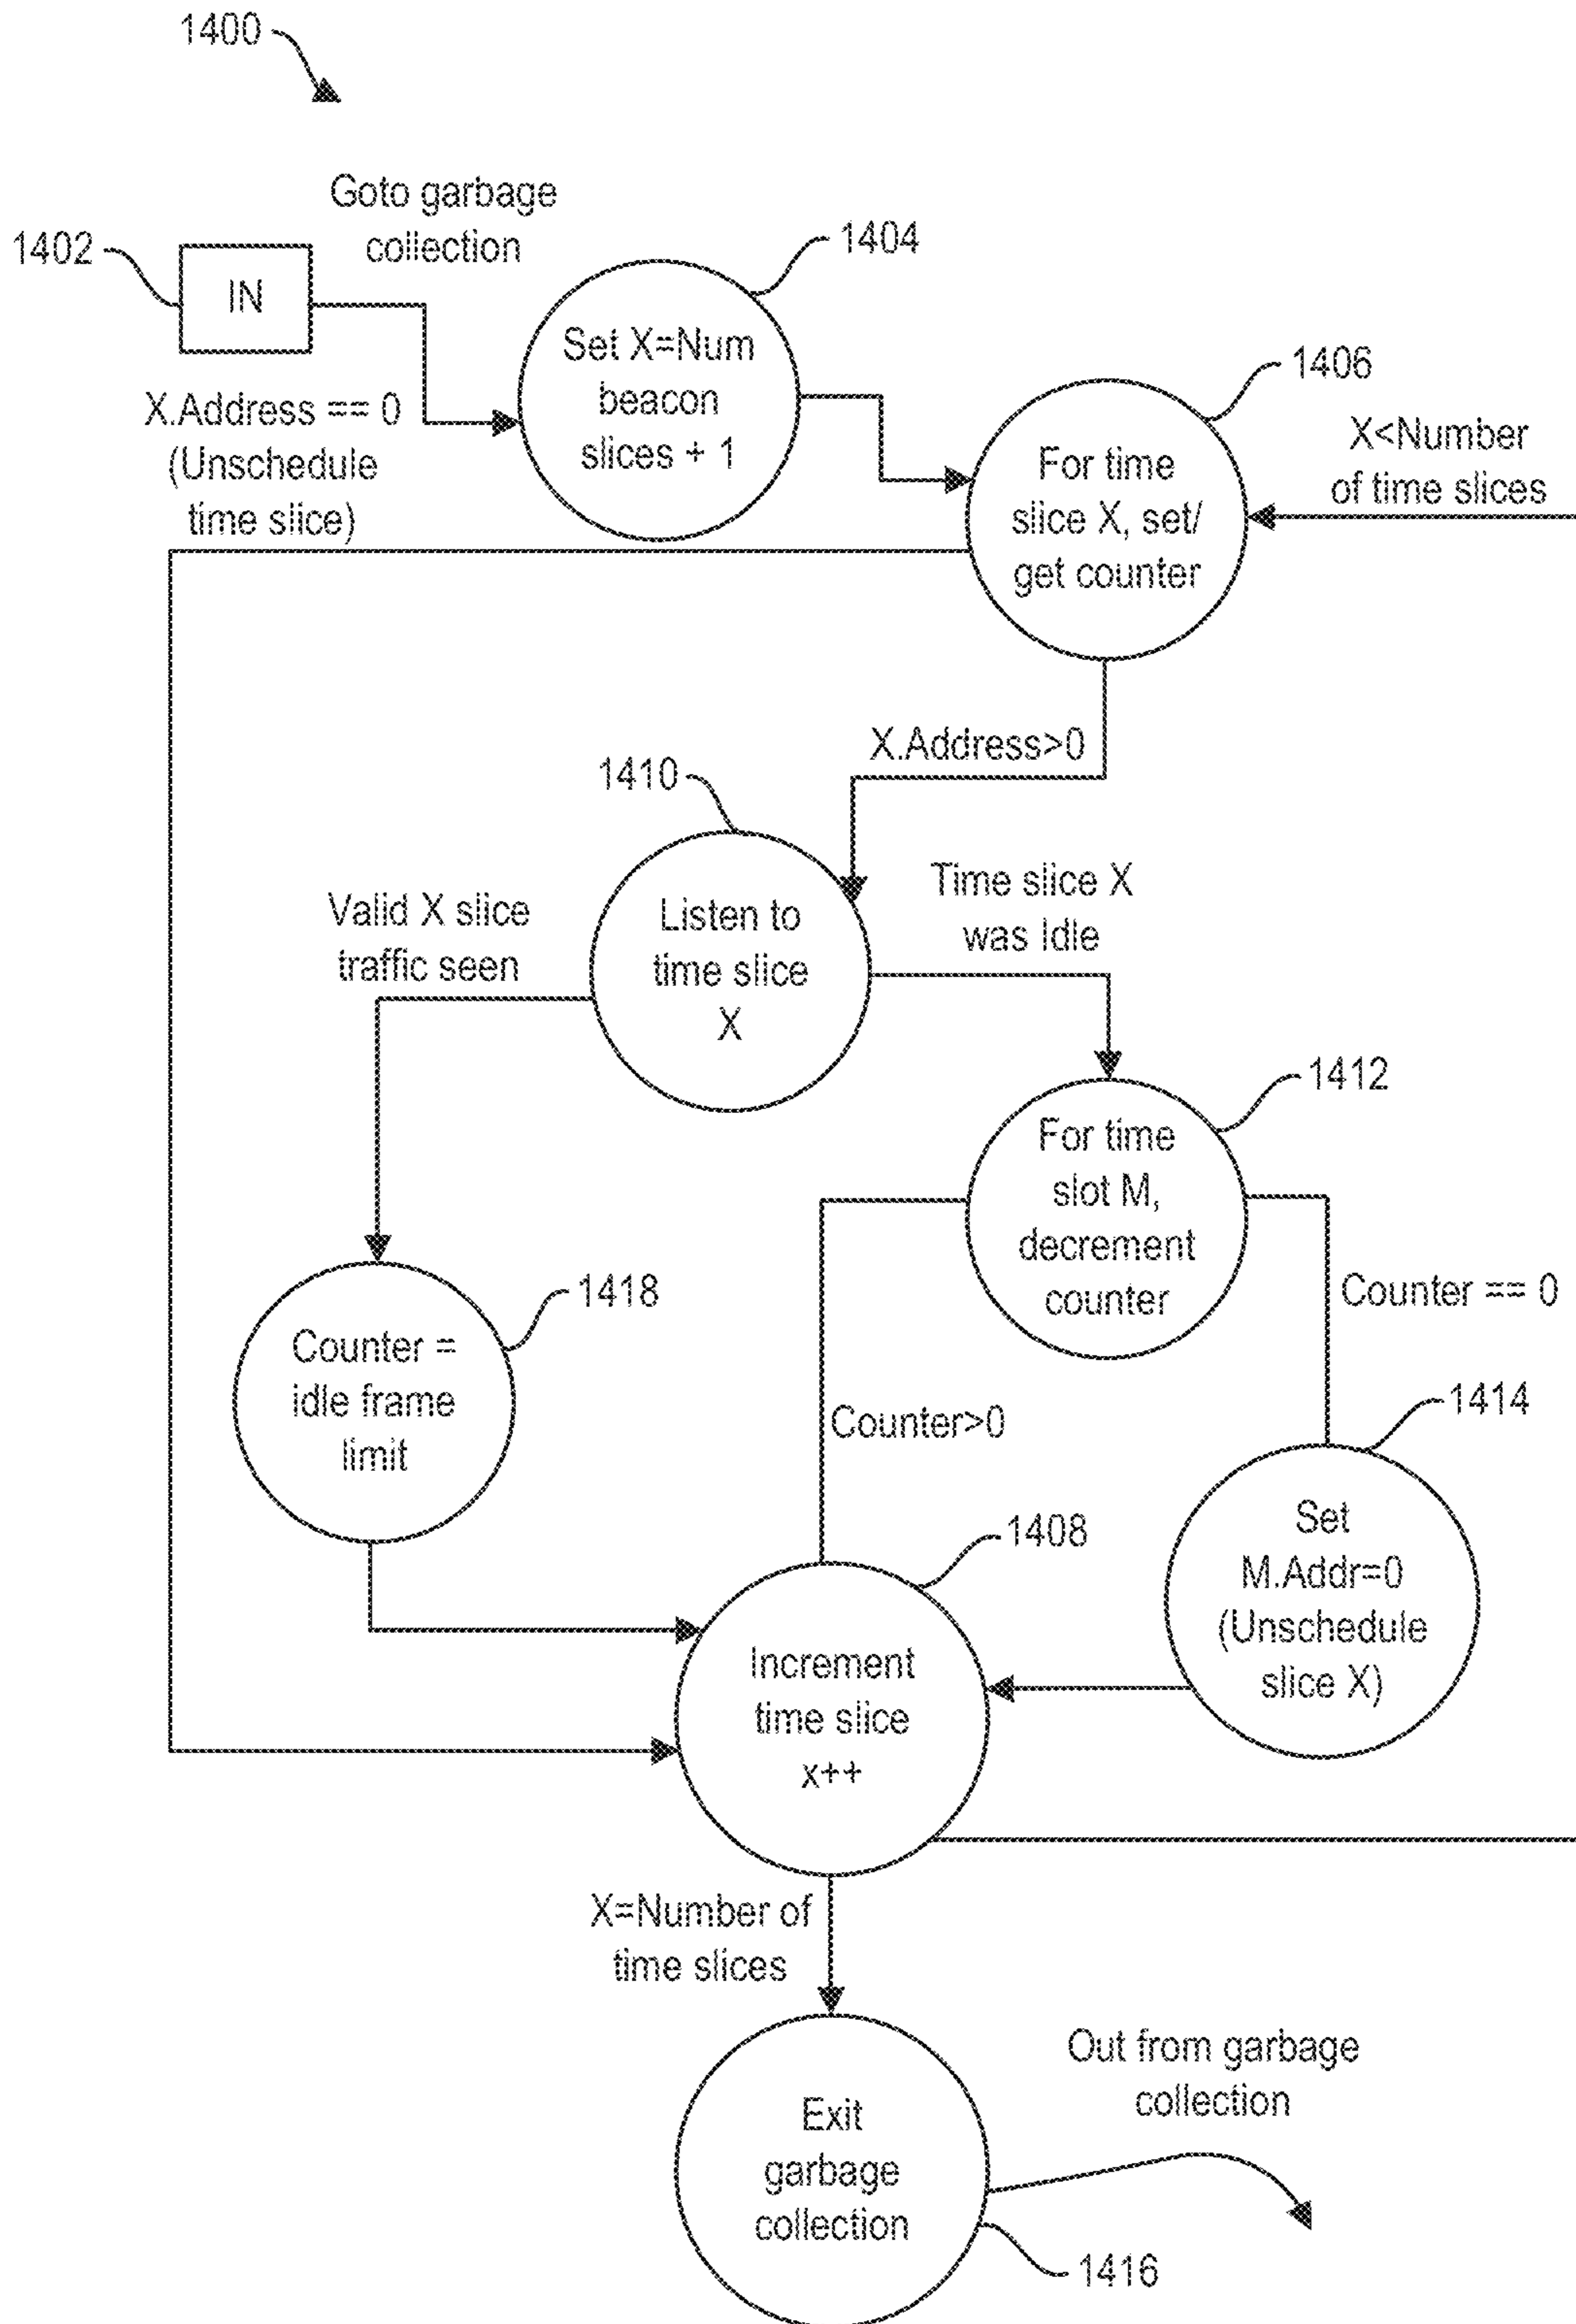 1400
Goto garbage
collection
1402
IN
1404
Set X=Num
beacon
slices + 1
1406
For time
slice X, set/
get counter
X<Number
of time slices
X.Address == 0
(Unschedule
time slice)
X.Address>0
1410
Listen to
time slice
X
Valid X slice
traffic seen
Time slice X
was Idle
1412
For time
slot M,
decrement
counter
Counter == 0
1418
Counter =
idle frame
limit
Counter>0
1414
Set
M.Addr=0
(Unschedule
slice X)
1408
Increment
time slice
x++
X=Number of
time slices
Exit
garbage
collection
Out from garbage
collection
1416